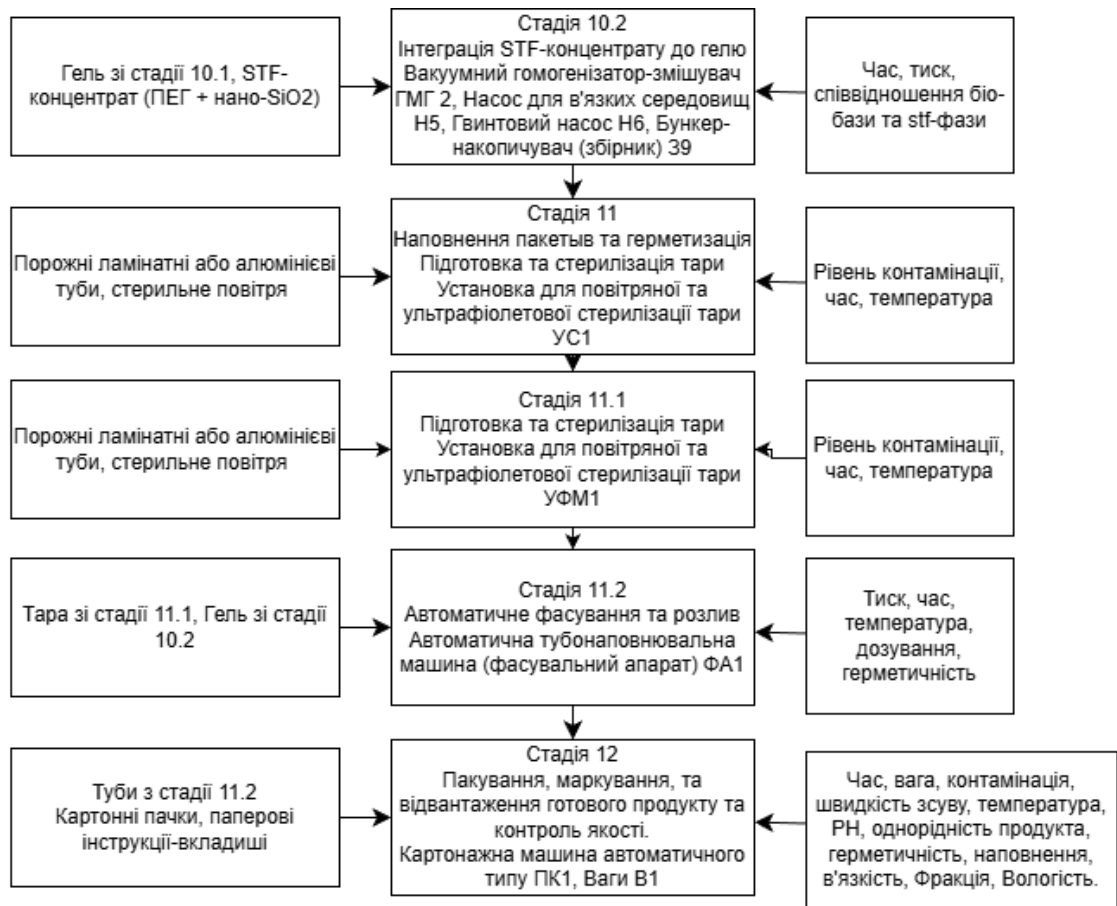 Гель зі стадії 10.1, STF-
концентрат (ПЕГ + нано-SiO2)
Стадія 10.2
Інтеграція STF-концентрату до гелю
Вакуумний гомогенізатор-змішувач
ГМГ 2, Насос для в'язких середовищ
Н5, Гвинтовий насос Н6, Бункер-
накопичувач (збірник) З9
Час, тиск,
співвідношення біо-
бази та stf-фази
Порожні ламінатні або алюмінієві
туби, стерильне повітря
Стадія 11
Наповнення пакетыв та герметизація
Підготовка та стерилізація тари
Установка для повітряної та
ультрафіолетової стерилізації тари
УС1
Рівень контамінації,
час, температура
Порожні ламінатні або алюмінієві
туби, стерильне повітря
Стадія 11.1
Підготовка та стерилізація тари
Установка для повітряної та
ультрафіолетової стерилізації тари
УФМ1
Рівень контамінації,
час, температура
Тара зі стадії 11.1, Гель зі стадії
10.2
Стадія 11.2
Автоматичне фасування та розлив
Автоматична тубонаповнювальна
машина (фасувальний апарат) ФА1
Тиск, час,
температура,
дозування,
герметичність
Туби з стадії 11.2
Картонні пачки, паперові
інструкції-вкладиші
Стадія 12
Пакування, маркування, та
відвантаження готового продукту та
контроль якості.
Картонажна машина автоматичного
типу ПК1, Ваги В1
Час, вага, контамінація,
швидкість зсуву, температура,
РН, однорідність продукта,
герметичність, наповнення,
в'язкість, Фракція, Вологість.